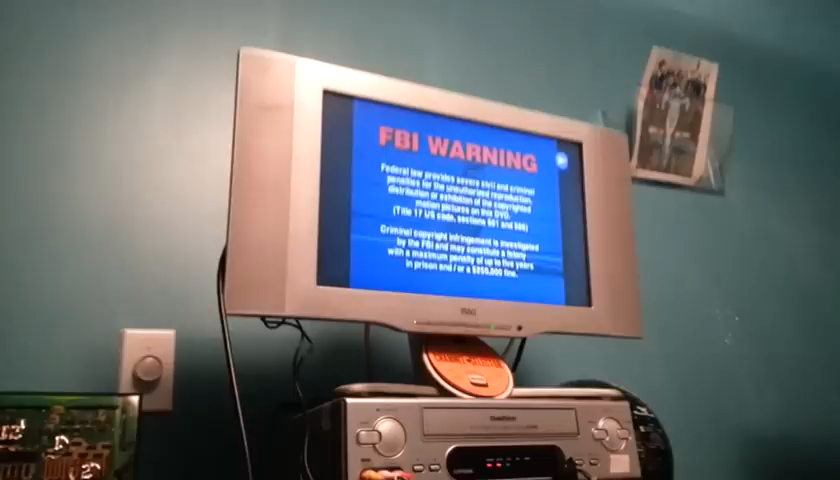 FBI WARNING
Federal law provides severe civil and criminal
penalties for the unauthorized reproduction,
distribution or exhibition of the copyrighted
motion pictures on this DVD.
(Title 17 US code, sections 501 and 506)
Criminal copyright infringement is investigated
by the FBI and may constitute a felony
with a maximum penalty of up to five years
in prison and/or a $250,000 fine.